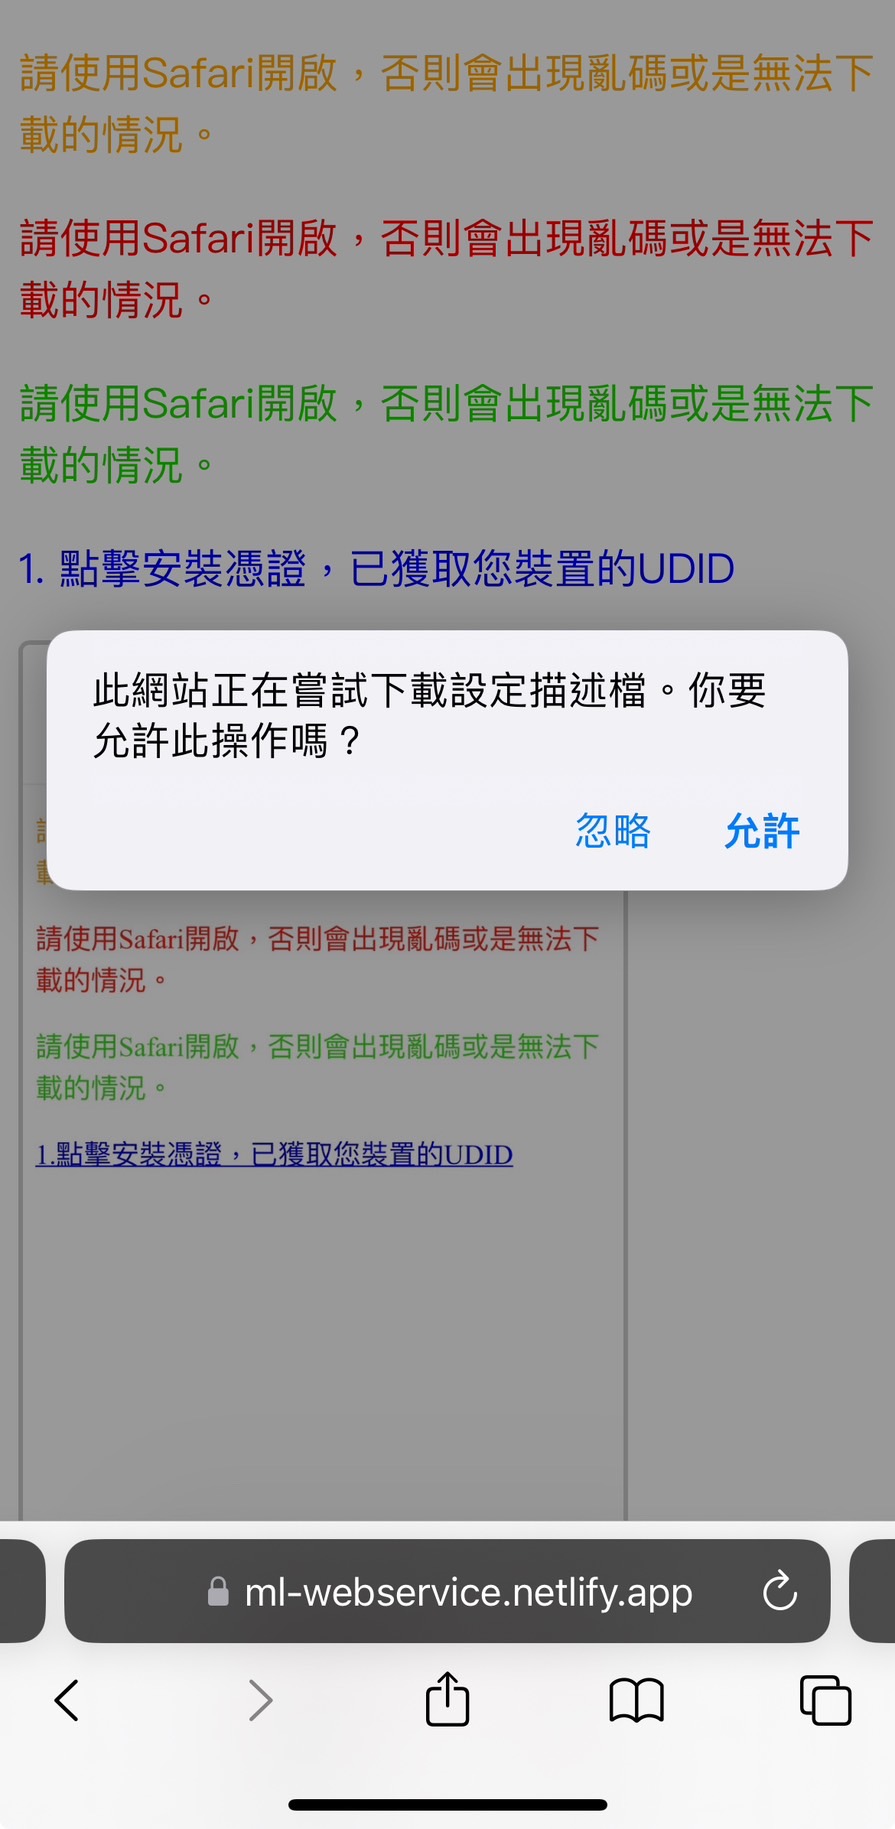 請使用Safari開啟，否則會出現亂碼或是無法下
載的情況。
請使用Safari開啟，否則會出現亂碼或是無法下
載的情況。
請使用Safari開啟，否則會出現亂碼或是無法下
載的情況。
1. 點擊安裝憑證，已獲取您裝置的UDID
此網站正在嘗試下載設定描述檔。你要
允許此操作嗎？
忽略 允許
請使用Safari開啟，否則會出現亂碼或是無法下
載的情況。
請使用Safari開啟，否則會出現亂碼或是無法下
載的情況。
1.點擊安裝憑證，已獲取您裝置的UDID
ml-webservice.netlify.app